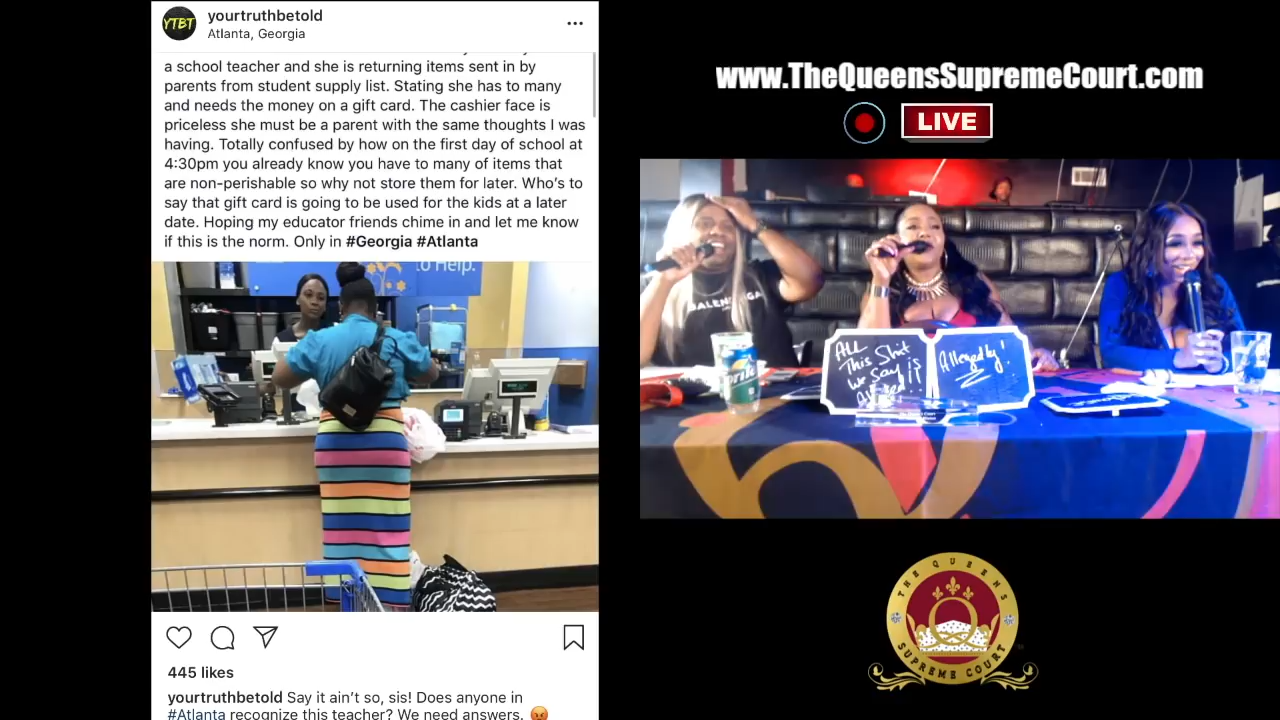 YTBT
yourtruthbetold
Atlanta, Georgia
a school teacher and she is returning items sent in by
parents from student supply list. Stating she has to many
and needs the money on a gift card. The cashier face is
priceless she must be a parent with the same thoughts I was
having. Totally confused by how on the first day of school at
4:30pm you already know you have to many of items that
are non-perishable so why not store them for later. Who’s to
say that gift card is going to be used for the kids at a later
date. Hoping my educator friends chime in and let me know
if this is the norm. Only in #Georgia #Atlanta
to Help.
445 likes
yourtruthbetold Say it ain’t so, sis! Does anyone in
#Atlanta recognize this teacher? We need answers.
www.TheQueensSupremeCourt.com
LIVE
BALENCIAGA
Sprite
ALL
This Shit
We Say is
Allegedly!
THE QUEENS
SUPREME COURT